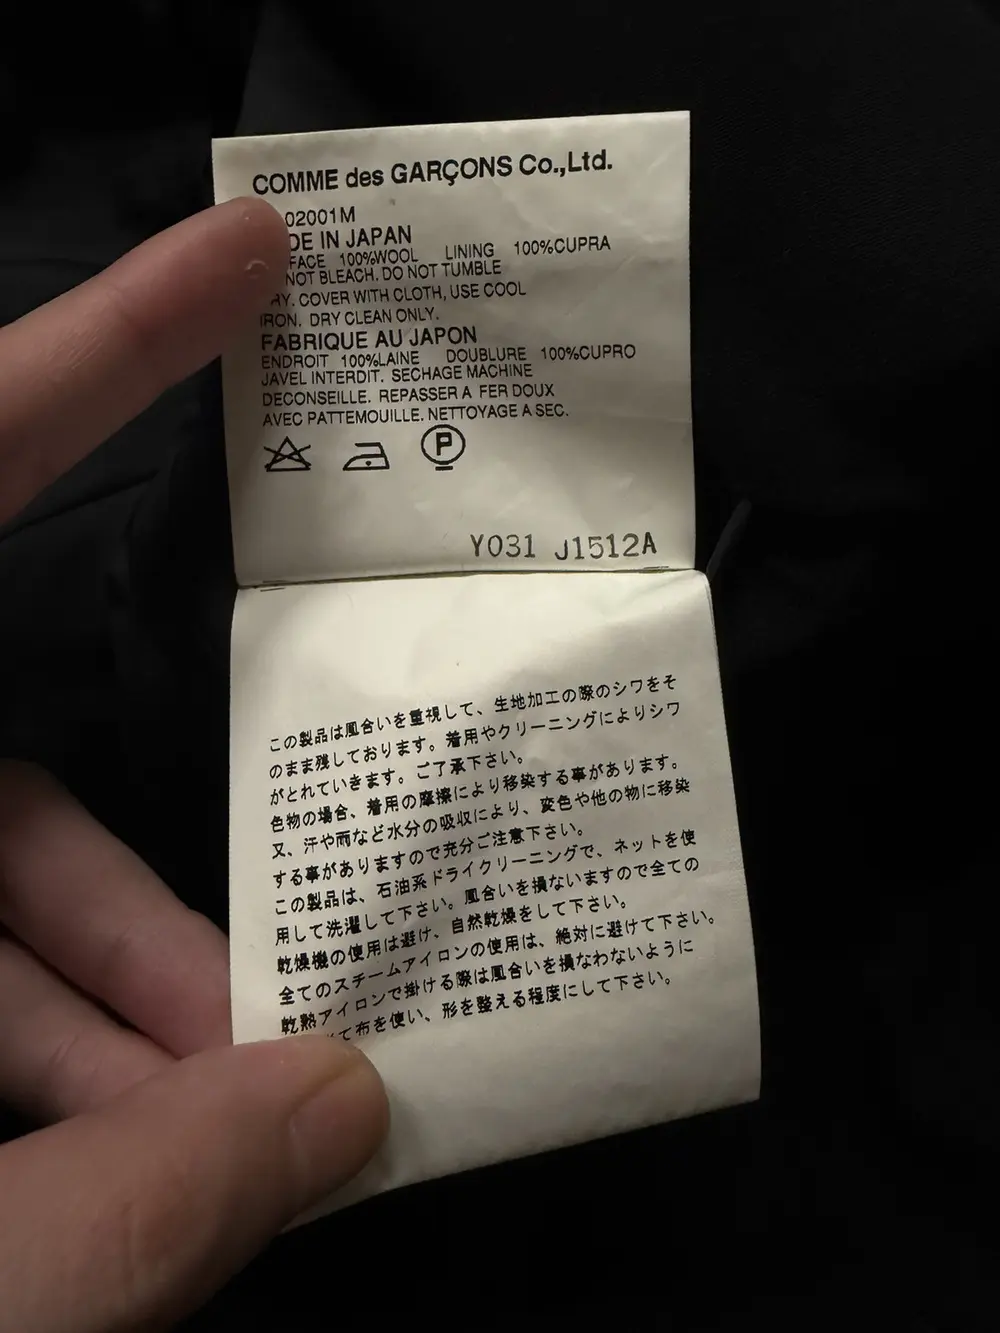 COMME des GARÇONS Co.,Ltd.
02001M
DE IN JAPAN
FACE 100%WOOL LINING 100%CUPRA
NOT BLEACH. DO NOT TUMBLE
RY. COVER WITH CLOTH, USE COOL
IRON. DRY CLEAN ONLY.
FABRIQUE AU JAPON
ENDROIT 100%LAINE DOUBLURE 100%CUPRO
JAVEL INTERDIT. SECHAGE MACHINE
DECONSEILLE. REPASSER A FER DOUX
AVEC PATTEMOUILLE. NETTOYAGE A SEC.
P
Y031 J1512A
この製品は風合いを重視して、生地加工の際のシワをそ
のまま残しております。着用やクリーニングによりシワ
がとれていきます。ご了承下さい。
色物の場合、着用の摩擦により移染する事があります。
又、汗や雨など水分の吸収により、変色や他の物に移染
する事がありますので充分ご注意下さい。
この製品は、石油系ドライクリーニングで、ネットを使
用して洗濯して下さい。風合いを損ないますので全ての
乾燥機の使用は避け、自然乾燥をして下さい。
全てのスチームアイロンの使用は、絶対に避けて下さい。
乾熱アイロンで掛ける際は風合いを損なわないように
て布を使い、形を整える程度にして下さい。